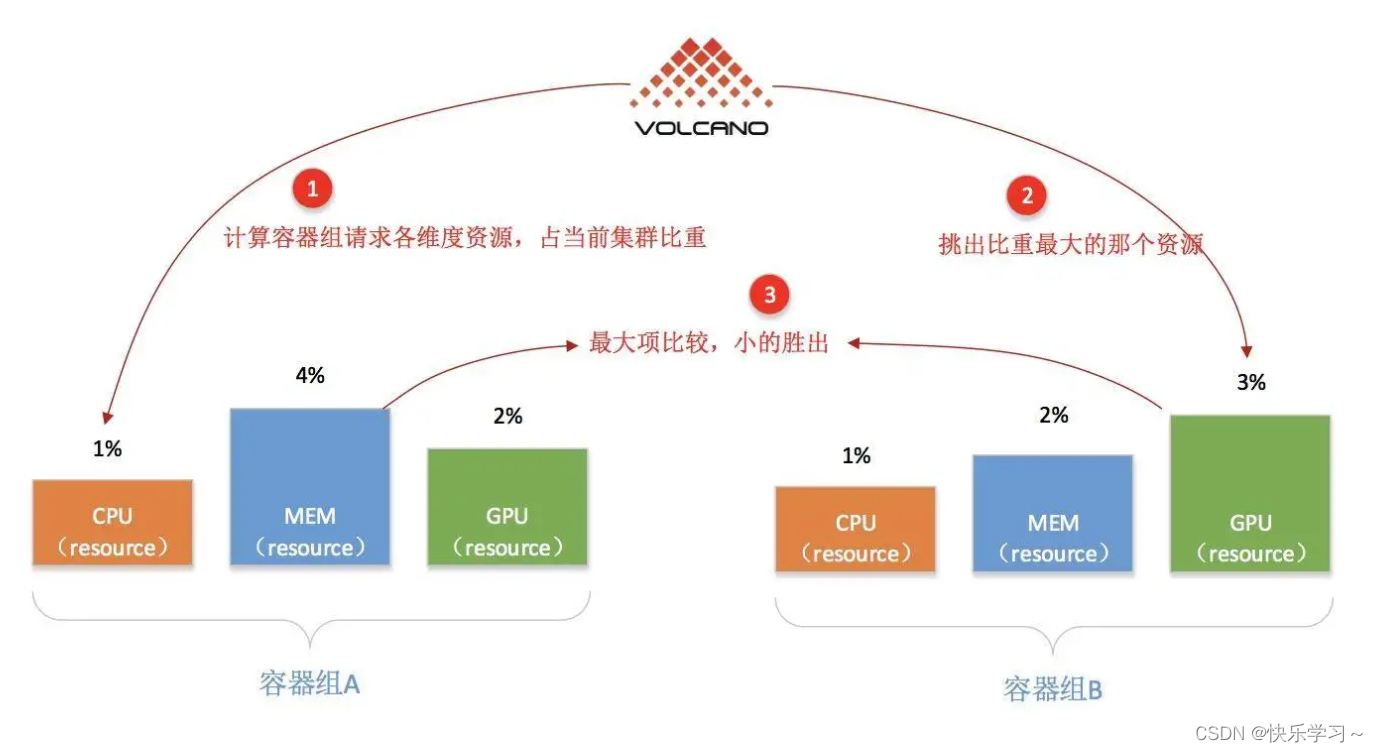 VOLCANO
1
计算容器组请求各维度资源，占当前集群比重
2
挑出比重最大的那个资源
3
最大项比较，小的胜出
1%
CPU
（resource）
4%
MEM
（resource）
2%
GPU
（resource）
容器组A
1%
CPU
（resource）
2%
MEM
（resource）
3%
GPU
（resource）
容器组B
CSDN @快乐学习～